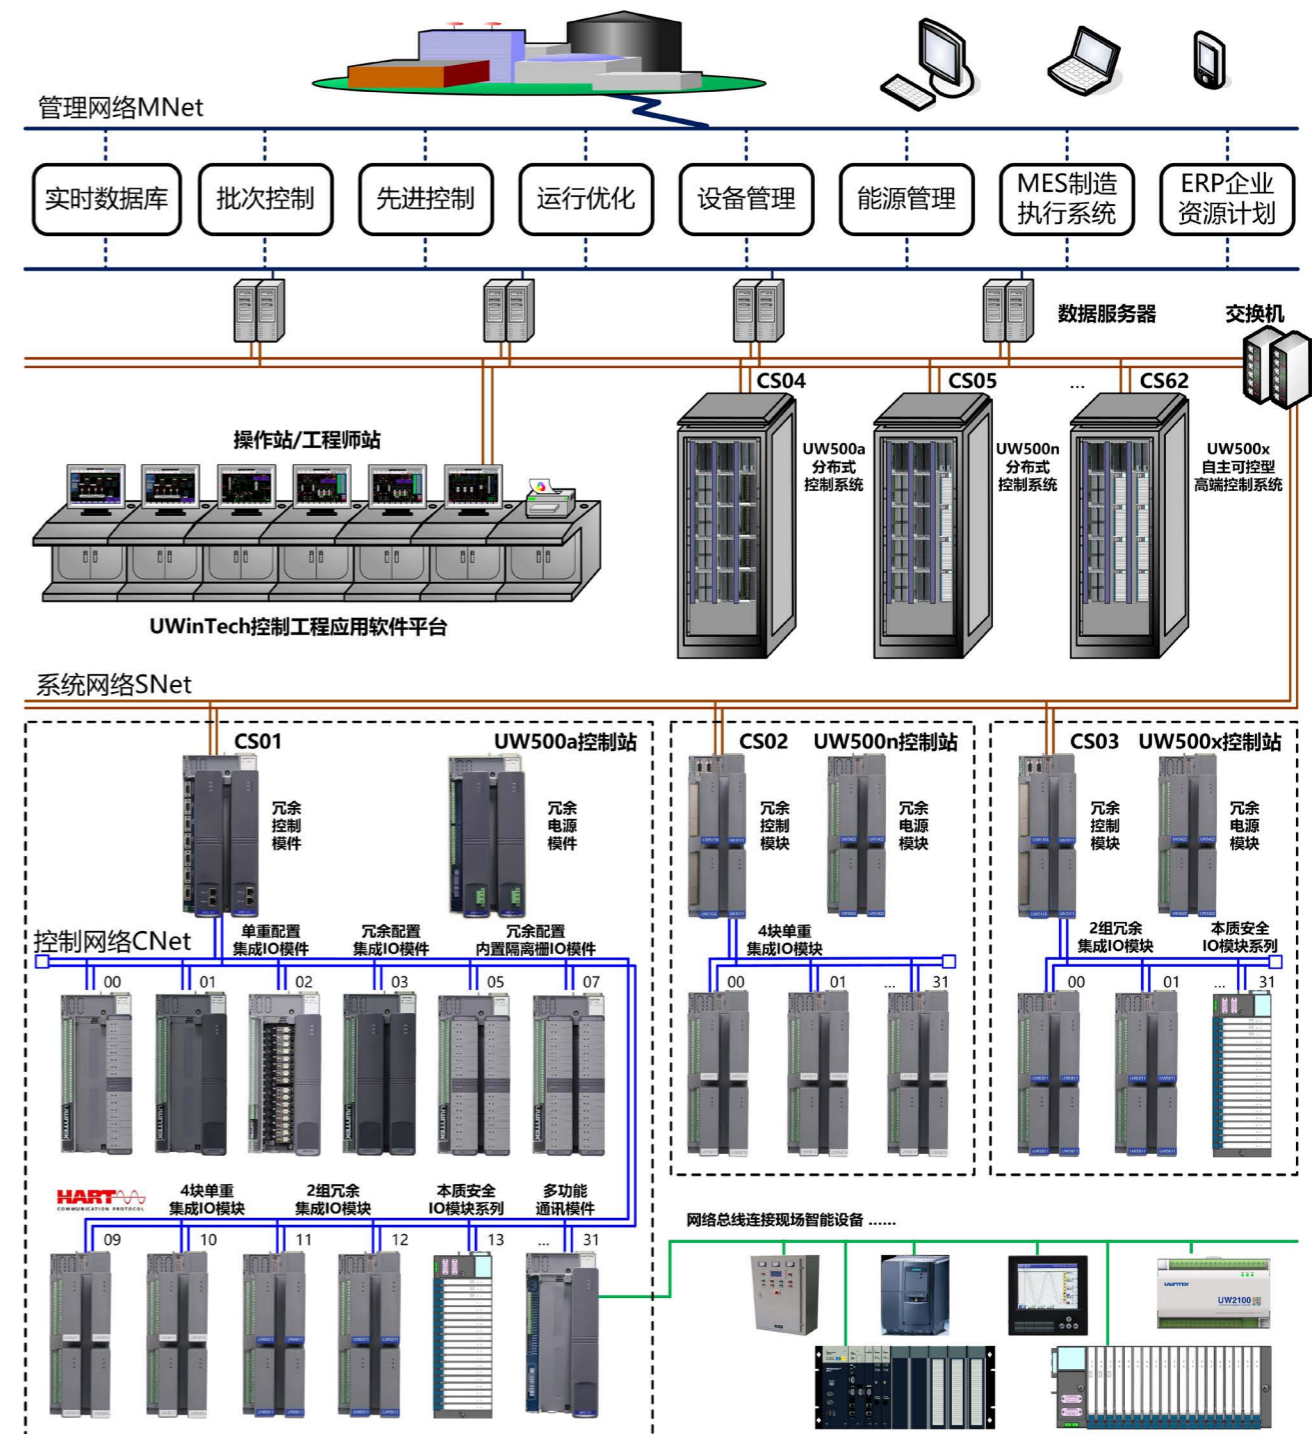 管理网络MNet
实时数据库
批次控制
先进控制
运行优化
设备管理
能源管理
MES制造
执行系统
ERP企业
资源计划
数据服务器
交换机
CS04
CS05
...
CS62
操作站/工程师站
UW500a
分布式
控制系统
UW500n
分布式
控制系统
UW500x
自主可控型
高端控制系统
UWinTech控制工程应用软件平台
系统网络SNet
CS01
UW500a控制站
CS02
UW500n控制站
CS03
UW500x控制站
冗余
控制
模件
冗余
电源
模件
冗余
控制
模块
冗余
电源
模块
冗余
控制
模块
冗余
电源
模块
控制网络CNet
单重配置
集成IO模件
冗余配置
集成IO模件
冗余配置
内置隔离栅IO模件
4块单重
集成IO模块
2组冗余
集成IO模块
本质安全
IO模块系列
00
01
02
03
05
07
00
01
...
31
00
01
...
31
HART
COMMUNICATION PROTOCOL
4块单重
集成IO模块
2组冗余
集成IO模块
本质安全
IO模块系列
多功能
通讯模件
网络总线连接现场智能设备 ......
09
10
11
12
13
...
31
UWNTEK
UW2100